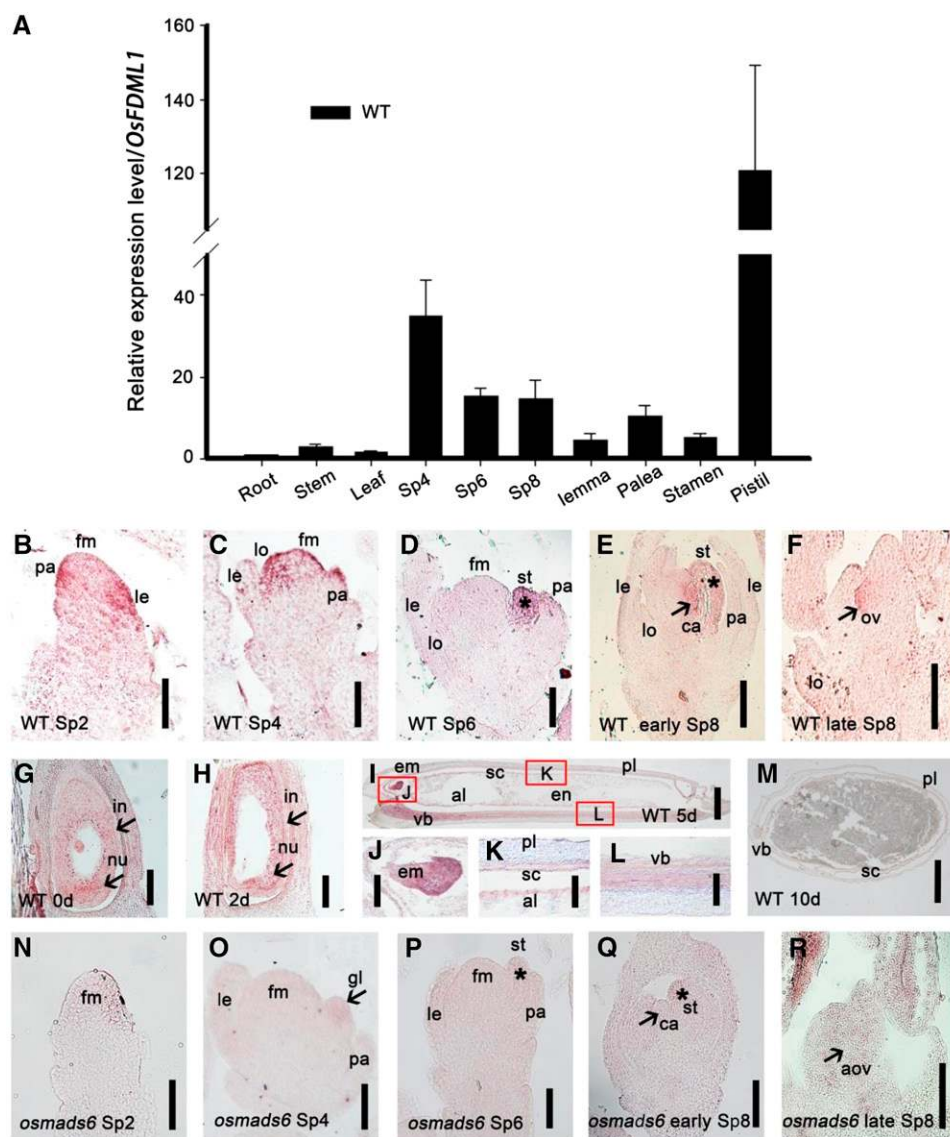 A
Relative expression level/OsFDML1
160
140
120
40
20
0
WT
Root Stem Leaf Sp4 Sp6 Sp8 lemma Palea Stamen Pistil
B
fm
pa
le
WT Sp2
C
fm
lo
le
pa
WT Sp4
D
fm
st
pa
*
le
lo
WT Sp6
E
st
le
*
le
lo
ca
pa
WT early Sp8
F
ov
lo
WT late Sp8
G
in
nu
WT 0d
H
in
nu
WT 2d
I
em
sc
K
pl
J
al
en
L
vb
WT 5d
J
em
K
pl
sc
al
L
vb
M
pl
vb
sc
WT 10d
N
fm
osmads6 Sp2
O
gl
le
fm
pa
osmads6 Sp4
P
st
fm
*
le
pa
osmads6 Sp6
Q
*
st
ca
osmads6 early Sp8
R
aov
osmads6 late Sp8